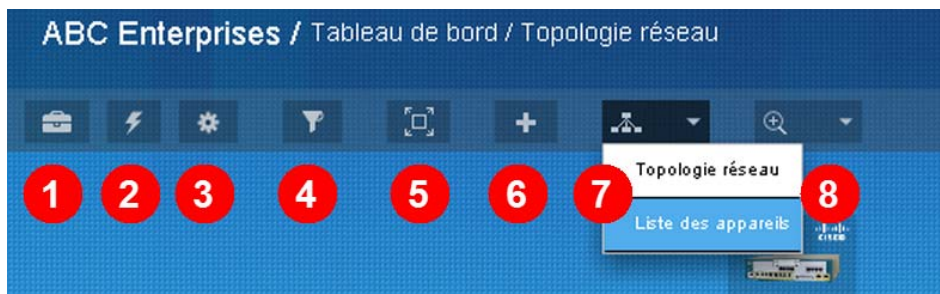 ABC Enterprises / Tableau de bord / Topologie réseau
1 2 3 4 5 6 7 8
Topologie réseau
Liste des appareils
CISCO